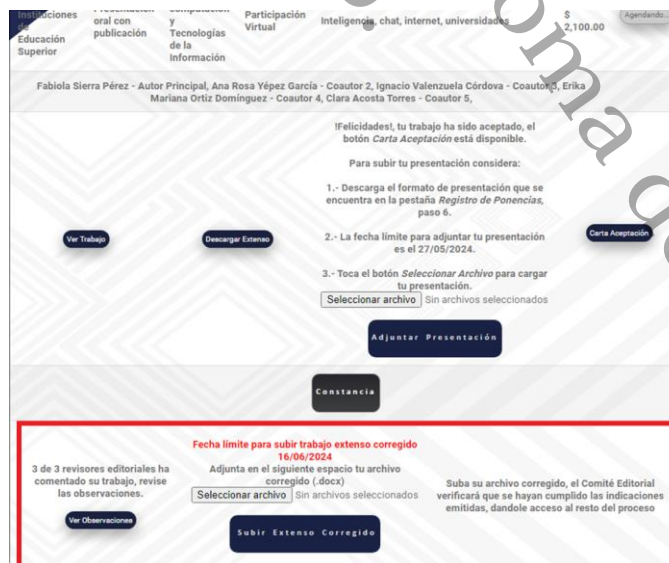 Instituciones
de
Educación
Superior
oral con
publicación
y
Tecnologías
de la
Información
Participación
Virtual
Inteligencia, chat, internet, universidades
$
2,100.00
Agendando...
Fabiola Sierra Pérez - Autor Principal, Ana Rosa Yépez García - Coautor 2, Ignacio Valenzuela Córdova - Coautor 3, Erika
Mariana Ortiz Domínguez - Coautor 4, Clara Acosta Torres - Coautor 5,
!Felicidades!, tu trabajo ha sido aceptado, el
botón Carta Aceptación está disponible.
Para subir tu presentación considera:
1.- Descarga el formato de presentación que se
encuentra en la pestaña Registro de Ponencias,
paso 6.
Ver Trabajo
Descargar Extenso
2.- La fecha límite para adjuntar tu presentación
es el 27/05/2024.
Carta Aceptación
3.- Toca el botón Seleccionar Archivo para cargar
tu presentación.
Seleccionar archivo Sin archivos seleccionados
Adjuntar Presentación
Constancia
3 de 3 revisores editoriales ha
comentado su trabajo, revise
las observaciones.
Ver Observaciones
Fecha límite para subir trabajo extenso corregido
16/06/2024
Adjunta en el siguiente espacio tu archivo
corregido (.docx)
Seleccionar archivo Sin archivos seleccionados
Subir Extenso Corregido
Suba su archivo corregido, el Comité Editorial
verificará que se hayan cumplido las indicaciones
emitidas, dandole acceso al resto del proceso